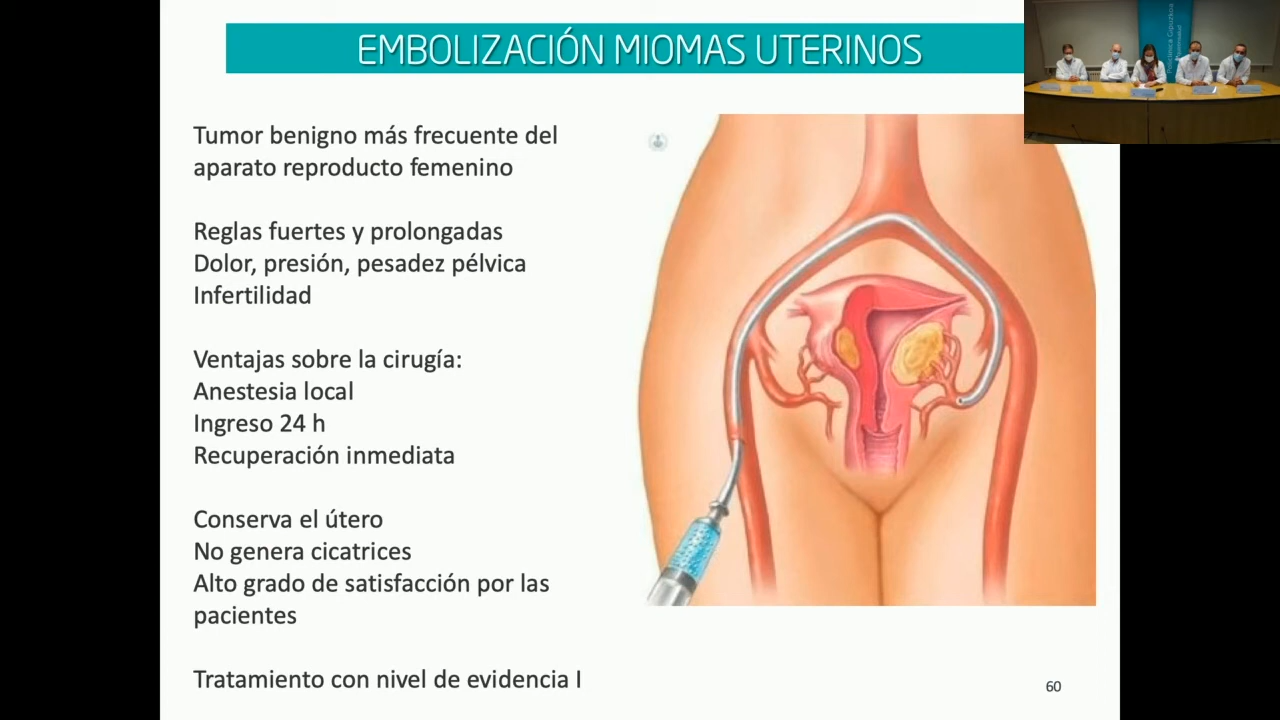 EMBOLIZACIÓN MIOMAS UTERINOS
Tumor benigno más frecuente del
aparato reproducto femenino
Reglas fuertes y prolongadas
Dolor, presión, pesadez pélvica
Infertilidad
Ventajas sobre la cirugía:
Anestesia local
Ingreso 24 h
Recuperación inmediata
Conserva el útero
No genera cicatrices
Alto grado de satisfacción por las
pacientes
Tratamiento con nivel de evidencia I
60
Policlínica Gipuzkoa